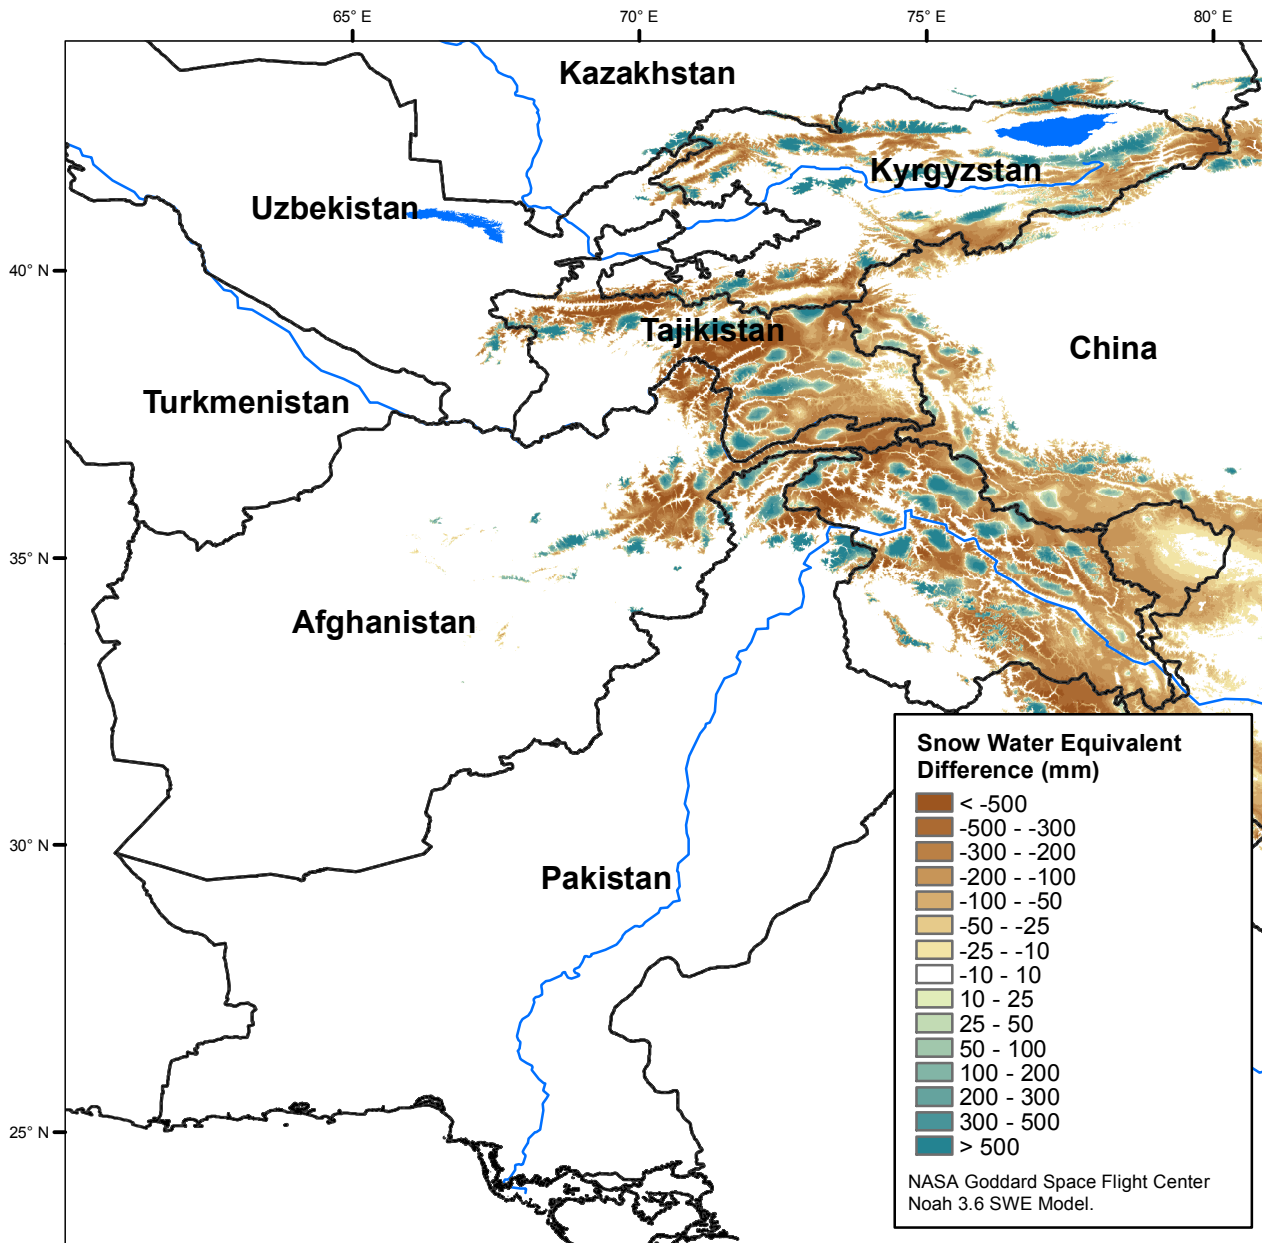 65° E
70° E
75° E
80° E
Kazakhstan
Kyrgyzstan
Uzbekistan
40° N
Tajikistan
China
Turkmenistan
35° N
Afghanistan
30° N
Pakistan
25° N
Snow Water Equivalent
Difference (mm)
< -500
-500 - -300
-300 - -200
-200 - -100
-100 - -50
-50 - -25
-25 - -10
-10 - 10
10 - 25
25 - 50
50 - 100
100 - 200
200 - 300
300 - 500
> 500
NASA Goddard Space Flight Center
Noah 3.6 SWE Model.